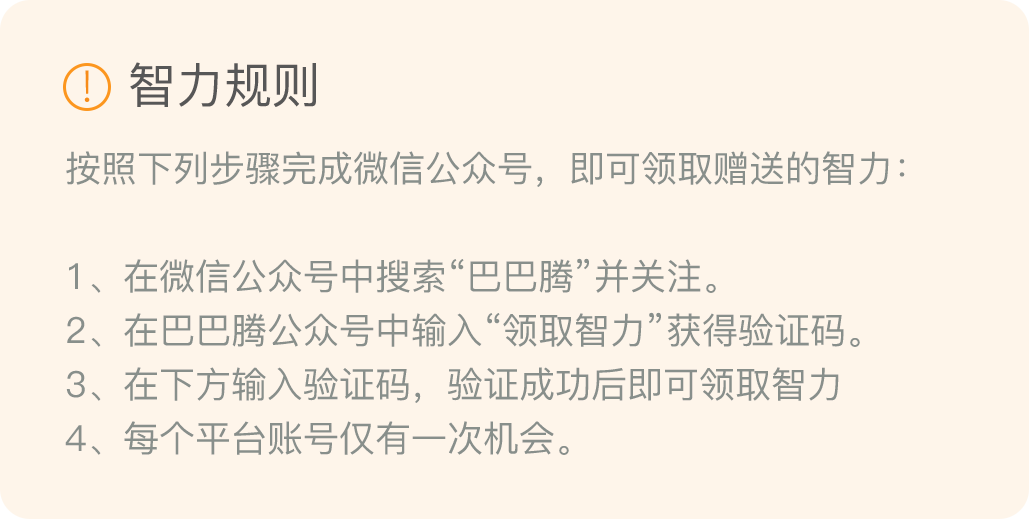 智力规则
按照下列步骤完成微信公众号，即可领取赠送的智力：
1、在微信公众号中搜索“巴巴腾”并关注。
2、在巴巴腾公众号中输入“领取智力”获得验证码。
3、在下方输入验证码，验证成功后即可领取智力
4、每个平台账号仅有一次机会。